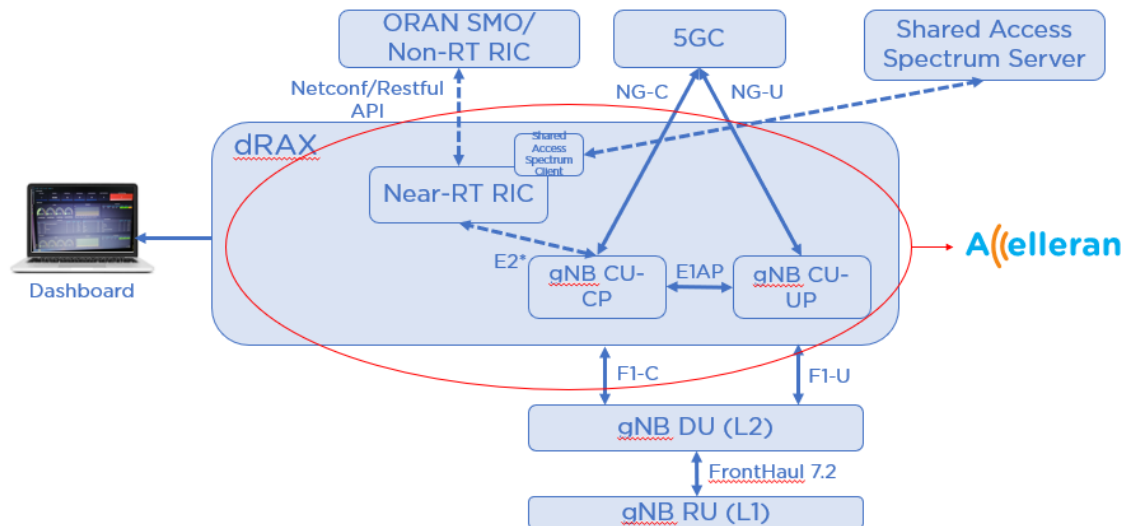 ORAN SMO/
Non-RT RIC
5GC
Shared Access
Spectrum Server
Netconf/Restful
API
NG-C
NG-U
dRAX
Shared
Access
Spectrum
Client
Near-RT RIC
E2*
gNB CU-
CP
E1AP
gNB CU-
UP
Accelleran
Dashboard
F1-C
F1-U
gNB DU (L2)
FrontHaul 7.2
gNB RU (L1)